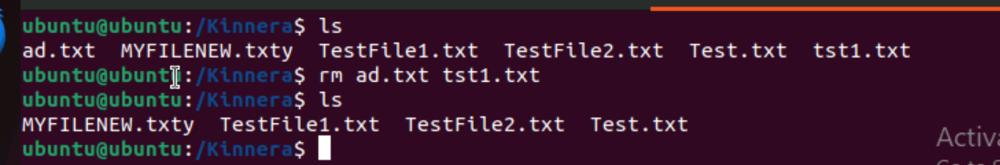 ubuntu@ubuntu:/Kinnera$ ls
ad.txt  MYFILENEW.txty  TestFile1.txt  TestFile2.txt  Test.txt  tst1.txt
ubuntu@ubuntu:/Kinnera$ rm ad.txt tst1.txt
ubuntu@ubuntu:/Kinnera$ ls
MYFILENEW.txty  TestFile1.txt  TestFile2.txt  Test.txt
ubuntu@ubuntu:/Kinnera$
Activa